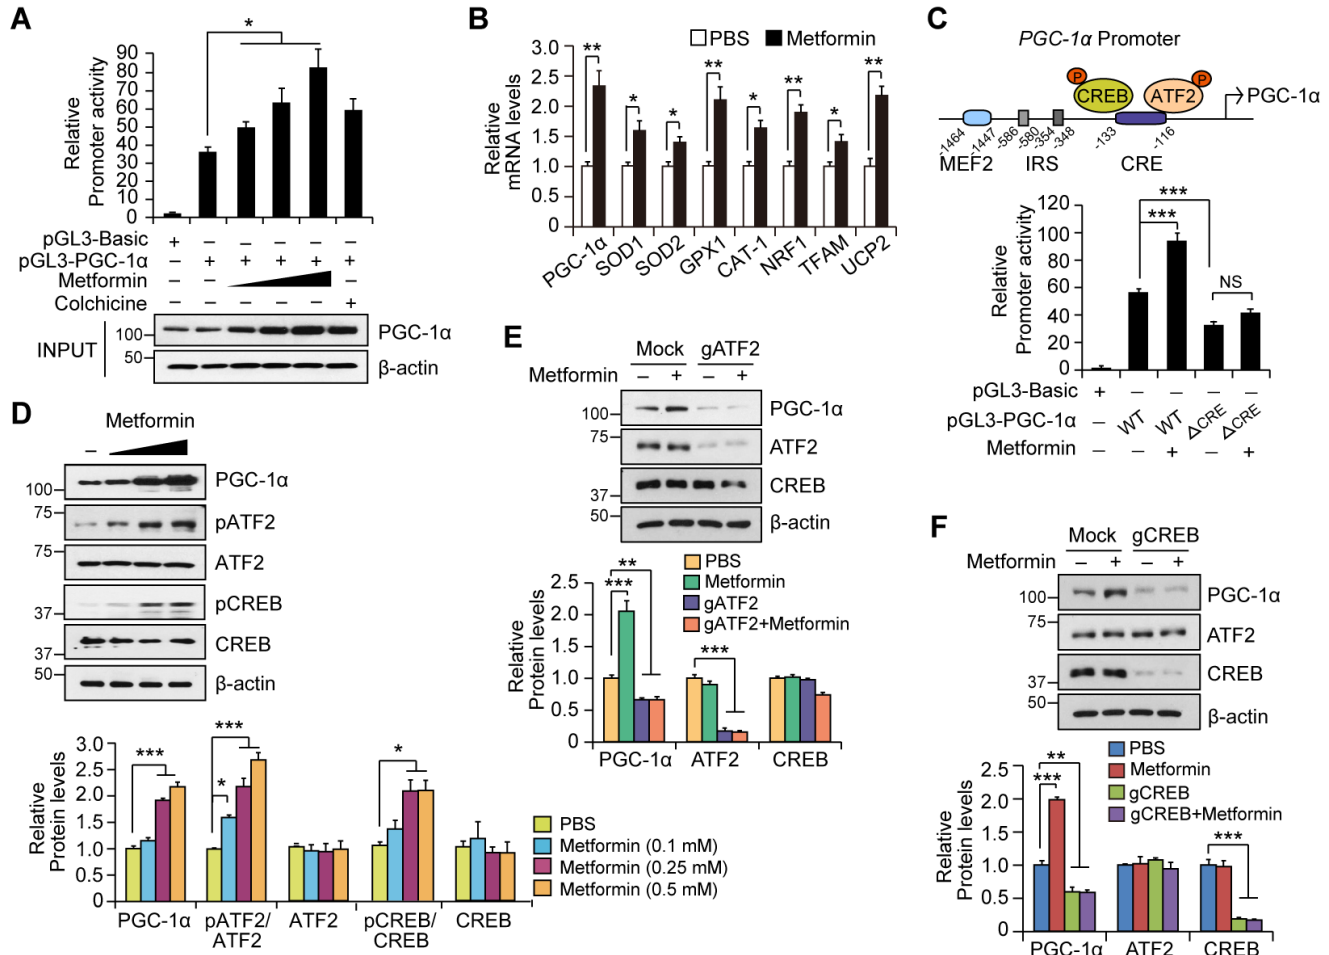 A
*
90
80
70
60
50
40
30
20
10
0
Relative
Promoter activity
pGL3-Basic + – – – – –
pGL3-PGC-1α – + + + + +
Metformin – – –
Colchicine – – – – – +
INPUT
100
50
PGC-1α
β-actin
B
PBS Metformin
3.0
2.5
2.0
1.5
1.0
0.5
0
Relative
mRNA levels
** * * ** * ** * **
PGC-1α SOD1 SOD2 GPX1 CAT-1 NRF1 TFAM UCP2
C
PGC-1α Promoter
P P
CREB ATF2
PGC-1α
-1464 -1447 -586 -580 -354 -348 -133 -116
MEF2 IRS CRE
120
100
80
60
40
20
0
Relative
Promoter activity
***
***
NS
pGL3-Basic + – – – –
pGL3-PGC-1α – WT WT ΔCRE ΔCRE
Metformin – – + – +
D
Metformin
–
100
75
75
37
37
50
PGC-1α
pATF2
ATF2
pCREB
CREB
β-actin
3.0
2.5
2.0
1.5
1.0
0.5
0
Relative
Protein levels
*** *** * *
PGC-1α pATF2/ ATF2 pCREB/ CREB
ATF2 CREB
PBS
Metformin (0.1 mM)
Metformin (0.25 mM)
Metformin (0.5 mM)
E
Mock gATF2
Metformin – + – +
100
75
37
50
PGC-1α
ATF2
CREB
β-actin
PBS
Metformin
gATF2
gATF2+Metformin
2.5
2.0
1.5
1.0
0.5
0
Relative
Protein levels
**
***
***
PGC-1α ATF2 CREB
F
Mock gCREB
Metformin – + – +
100
75
37
50
PGC-1α
ATF2
CREB
β-actin
PBS
Metformin
gCREB
gCREB+Metformin
2.5
2.0
1.5
1.0
0.5
0
Relative
Protein levels
**
***
***
PGC-1α ATF2 CREB